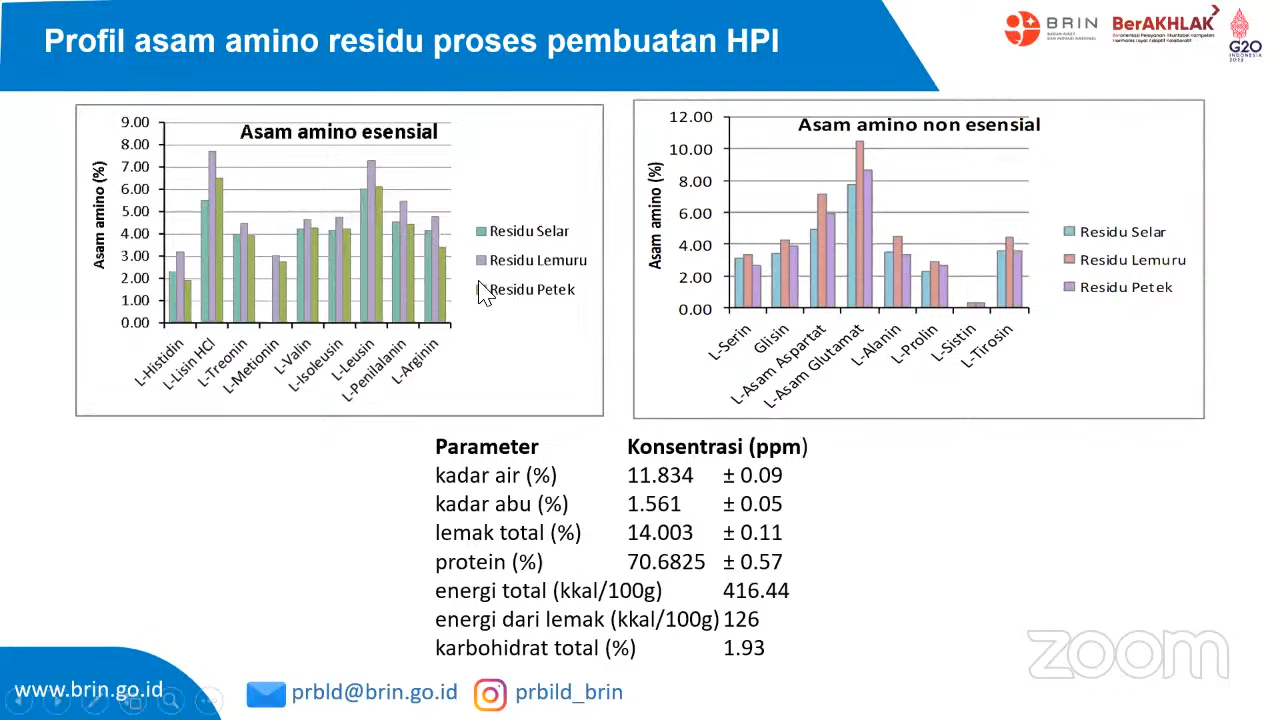 Profil asam amino residu proses pembuatan HPI
BRIN
BADAN RISET
DAN INOVASI NASIONAL
BerAKHLAK
G20
INDONESIA
2022
Asam amino esensial
Asam amino (%)
9.00
8.00
7.00
6.00
5.00
4.00
3.00
2.00
1.00
0.00
L-Histidin
L-Lisin HCl
L-Treonin
L-Metionin
L-Valin
L-Isoleusin
L-Leusin
L-Penilalanin
L-Arginin
Residu Selar
Residu Lemuru
Residu Petek
Asam amino non esensial
Asam amino (%)
12.00
10.00
8.00
6.00
4.00
2.00
0.00
L-Serin
Glisin
L-Asam Aspartat
L-Asam Glutamat
L-Alanin
L-Prolin
L-Sistin
L-Tirosin
Residu Selar
Residu Lemuru
Residu Petek
Parameter Konsentrasi (ppm)
kadar air (%) 11.834 ± 0.09
kadar abu (%) 1.561 ± 0.05
lemak total (%) 14.003 ± 0.11
protein (%) 70.6825 ± 0.57
energi total (kkal/100g) 416.44
energi dari lemak (kkal/100g) 126
karbohidrat total (%) 1.93
zoom
www.brin.go.id
prbld@brin.go.id
prbild_brin